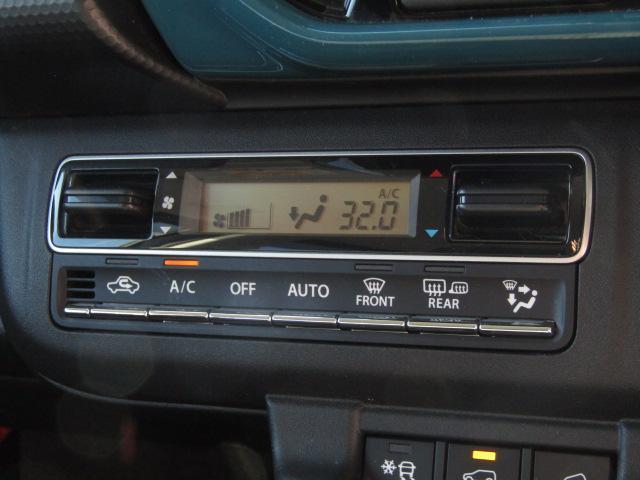 A/C
32.0
A/C OFF AUTO FRONT REAR